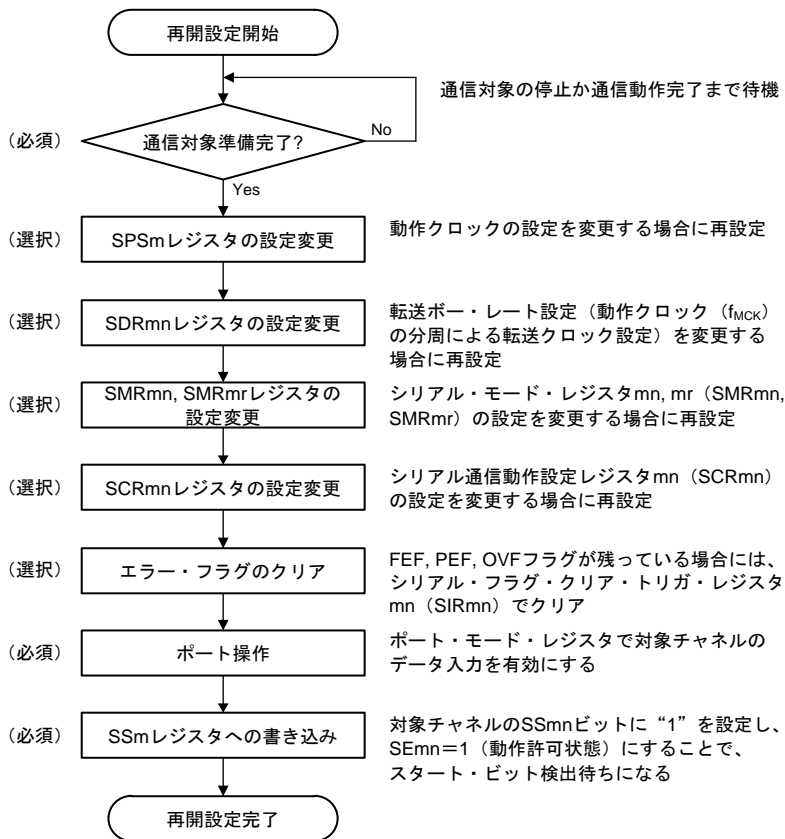 再開設定開始
通信対象の停止か通信動作完了まで待機
(必須)
通信対象準備完了?
No
Yes
(選択)
SPSmレジスタの設定変更
動作クロックの設定を変更する場合に再設定
(選択)
SDRmnレジスタの設定変更
転送ボー・レート設定(動作クロック(fMCK)
の分周による転送クロック設定)を変更する
場合に再設定
(選択)
SMRmn, SMRmrレジスタの
設定変更
シリアル・モード・レジスタmn, mr(SMRmn,
SMRmr)の設定を変更する場合に再設定
(選択)
SCRmnレジスタの設定変更
シリアル通信動作設定レジスタmn(SCRmn)
の設定を変更する場合に再設定
(選択)
エラー・フラグのクリア
FEF, PEF, OVFフラグが残っている場合には、
シリアル・フラグ・クリア・トリガ・レジスタ
mn(SIRmn)でクリア
(必須)
ポート操作
ポート・モード・レジスタで対象チャネルの
データ入力を有効にする
(必須)
SSmレジスタへの書き込み
対象チャネルのSSmnビットに“1”を設定し、
SEmn=1(動作許可状態)にすることで、
スタート・ビット検出待ちになる
再開設定完了